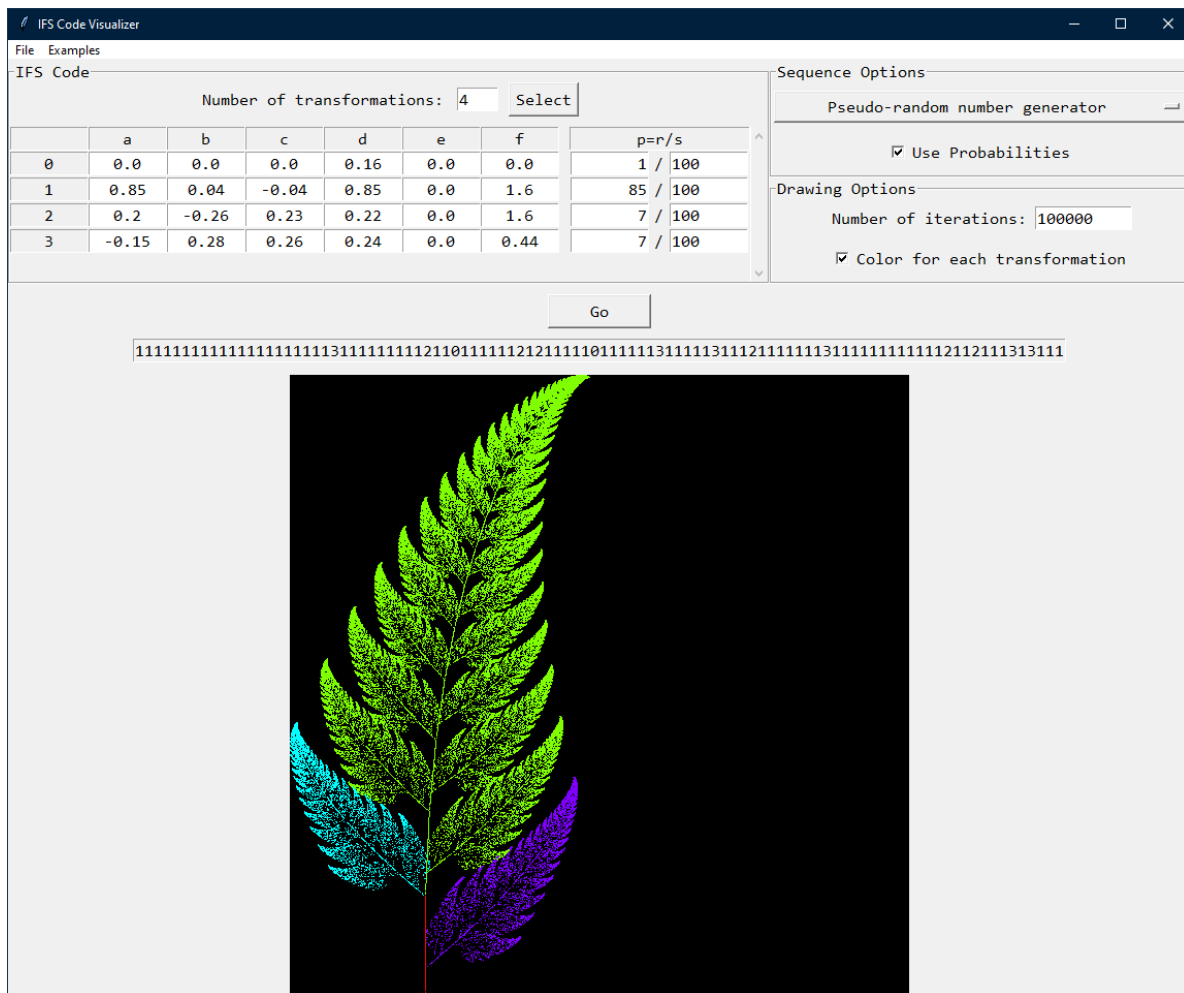 IFS Code Visualizer
File Examples
IFS Code
Number of transformations: 4 Select
a b c d e f p=r/s
0 0.0 0.0 0.0 0.16 0.0 0.0 1 / 100
1 0.85 0.04 -0.04 0.85 0.0 1.6 85 / 100
2 0.2 -0.26 0.23 0.22 0.0 1.6 7 / 100
3 -0.15 0.28 0.26 0.24 0.0 0.44 7 / 100
Sequence Options
Pseudo-random number generator
Use Probabilities
Drawing Options
Number of iterations: 100000
Color for each transformation
Go